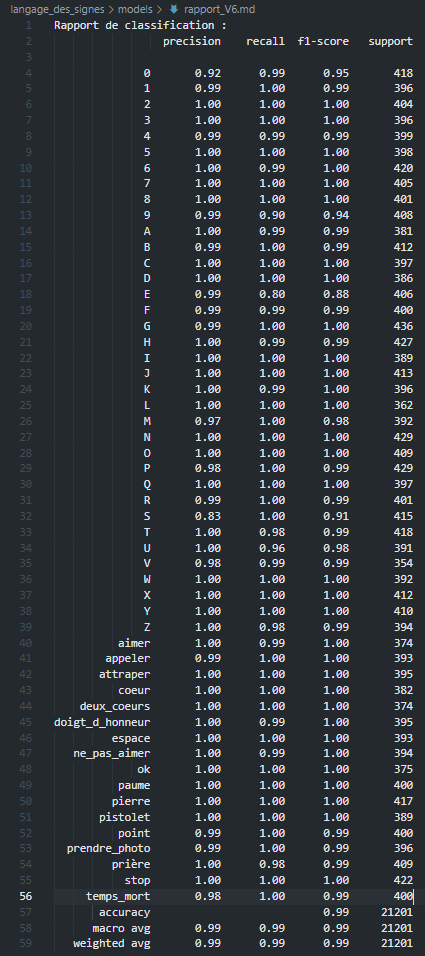 langage_des_signes > models > rapport_V6.md
1 Rapport de classification :
2 precision recall f1-score support
3
4 0 0.92 0.99 0.95 418
5 1 0.99 1.00 0.99 396
6 2 1.00 1.00 1.00 404
7 3 1.00 1.00 1.00 396
8 4 0.99 0.99 0.99 399
9 5 1.00 1.00 1.00 398
10 6 1.00 0.99 1.00 420
11 7 1.00 1.00 1.00 405
12 8 1.00 1.00 1.00 401
13 9 0.99 0.90 0.94 408
14 A 1.00 0.99 0.99 381
15 B 0.99 1.00 0.99 412
16 C 1.00 1.00 1.00 397
17 D 1.00 1.00 1.00 386
18 E 0.99 0.80 0.88 406
19 F 0.99 0.99 0.99 400
20 G 0.99 1.00 1.00 436
21 H 1.00 0.99 0.99 427
22 I 1.00 1.00 1.00 389
23 J 1.00 1.00 1.00 413
24 K 1.00 0.99 1.00 396
25 L 1.00 1.00 1.00 362
26 M 0.97 1.00 0.98 392
27 N 1.00 1.00 1.00 429
28 O 1.00 1.00 1.00 409
29 P 0.98 1.00 0.99 429
30 Q 1.00 1.00 1.00 397
31 R 0.99 1.00 0.99 401
32 S 0.83 1.00 0.91 415
33 T 1.00 0.98 0.99 418
34 U 1.00 0.96 0.98 391
35 V 0.98 0.99 0.99 354
36 W 1.00 1.00 1.00 392
37 X 1.00 1.00 1.00 412
38 Y 1.00 1.00 1.00 410
39 Z 1.00 0.98 0.99 394
40 aimer 1.00 0.99 1.00 374
41 appeler 0.99 1.00 1.00 393
42 attraper 1.00 1.00 1.00 395
43 coeur 1.00 1.00 1.00 382
44 deux_coeurs 1.00 1.00 1.00 374
45 doigt_d_honneur 1.00 0.99 1.00 395
46 espace 1.00 1.00 1.00 393
47 ne_pas_aimer 1.00 0.99 1.00 394
48 ok 1.00 1.00 1.00 375
49 paume 1.00 1.00 1.00 400
50 pierre 1.00 1.00 1.00 417
51 pistolet 1.00 1.00 1.00 389
52 point 0.99 1.00 0.99 400
53 prendre_photo 0.99 1.00 0.99 396
54 prière 1.00 0.98 0.99 409
55 stop 1.00 1.00 1.00 422
56 temps_mort 0.98 1.00 0.99 400
57 accuracy 0.99 21201
58 macro avg 0.99 0.99 0.99 21201
59 weighted avg 0.99 0.99 0.99 21201